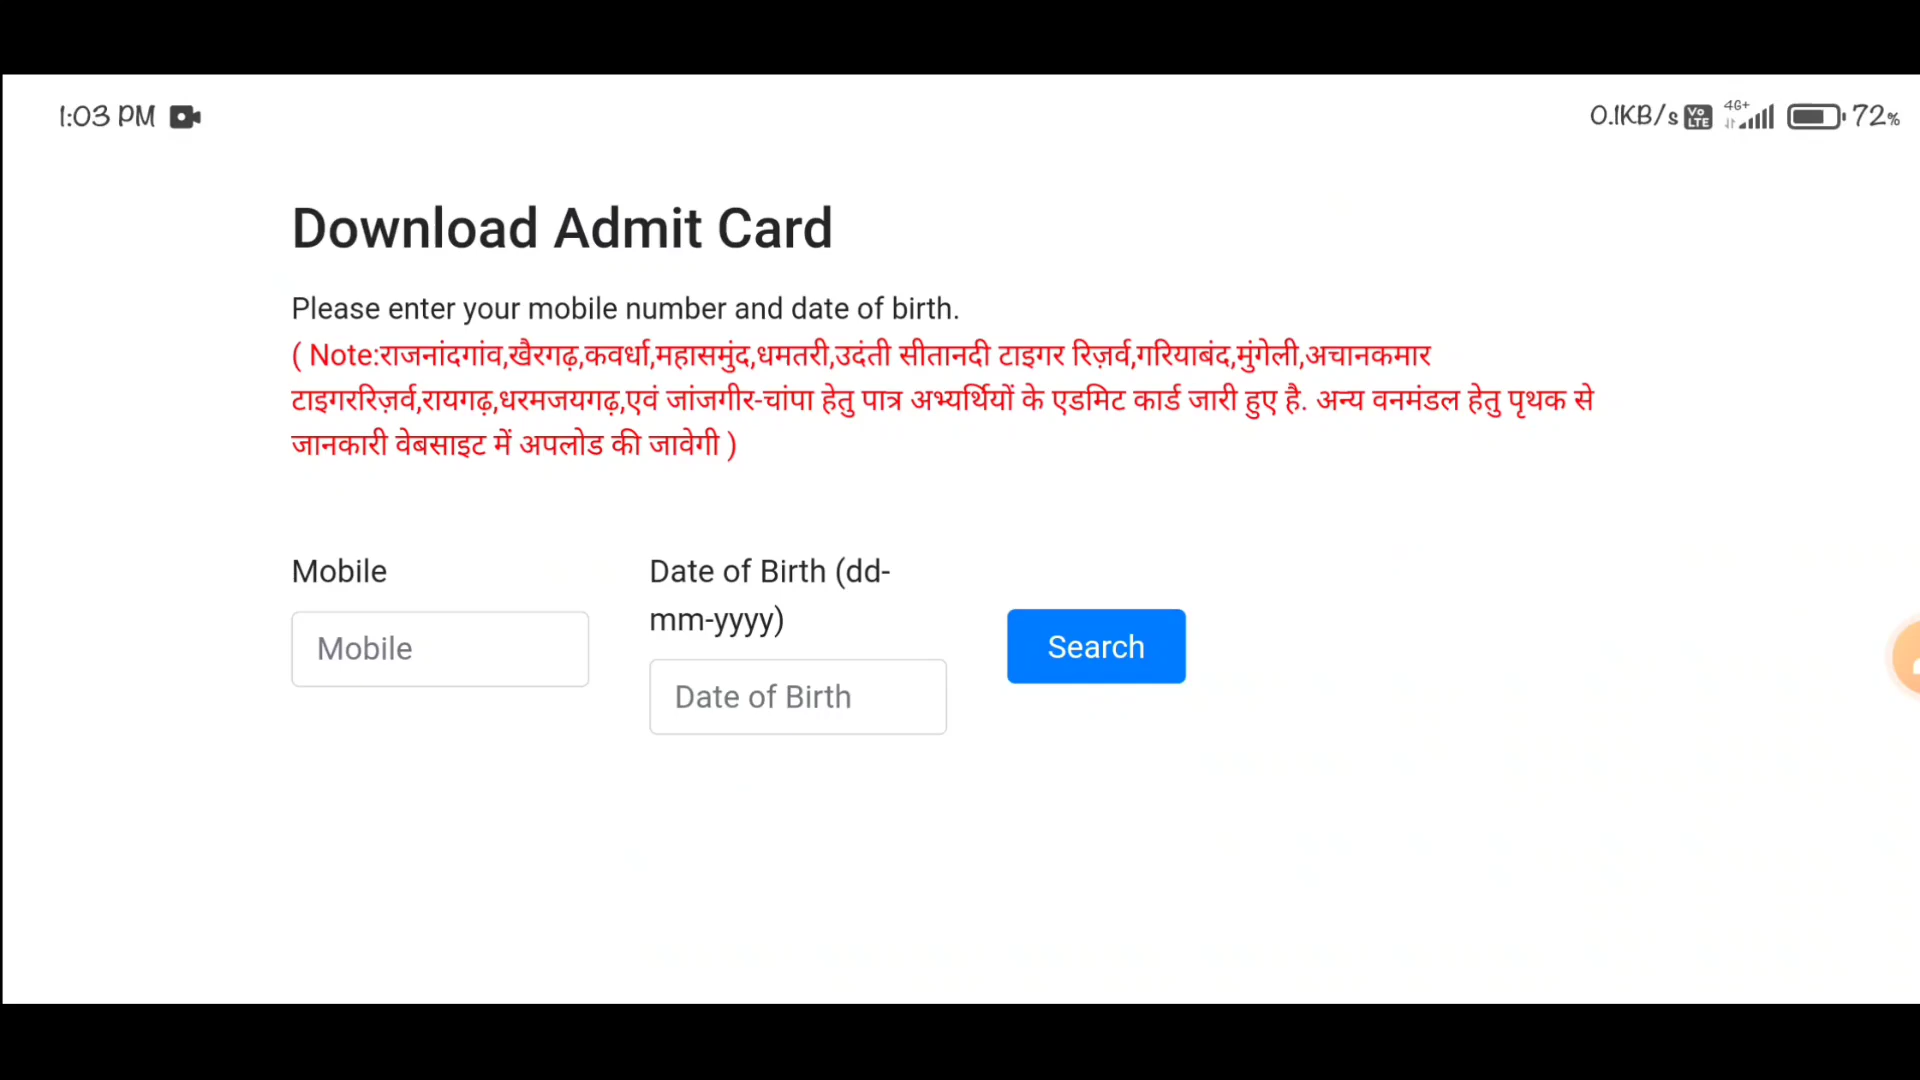 1:03 PM 0.1KB/s Vo LTE 4G+ 72%
Download Admit Card
Please enter your mobile number and date of birth.
( Note:राजनांदगांव,खैरगढ़,कवर्धा,महासमुंद,धमतरी,उदंती सीतानदी टाइगर रिज़र्व,गरियाबंद,मुंगेली,अचानकमार
टाइगररिज़र्व,रायगढ़,धरमजयगढ़,एवं जांजगीर-चांपा हेतु पात्र अभ्यर्थियों के एडमिट कार्ड जारी हुए है. अन्य वनमंडल हेतु पृथक से
जानकारी वेबसाइट में अपलोड की जावेगी )
Mobile
Mobile
Date of Birth (dd-
mm-yyyy)
Date of Birth
Search